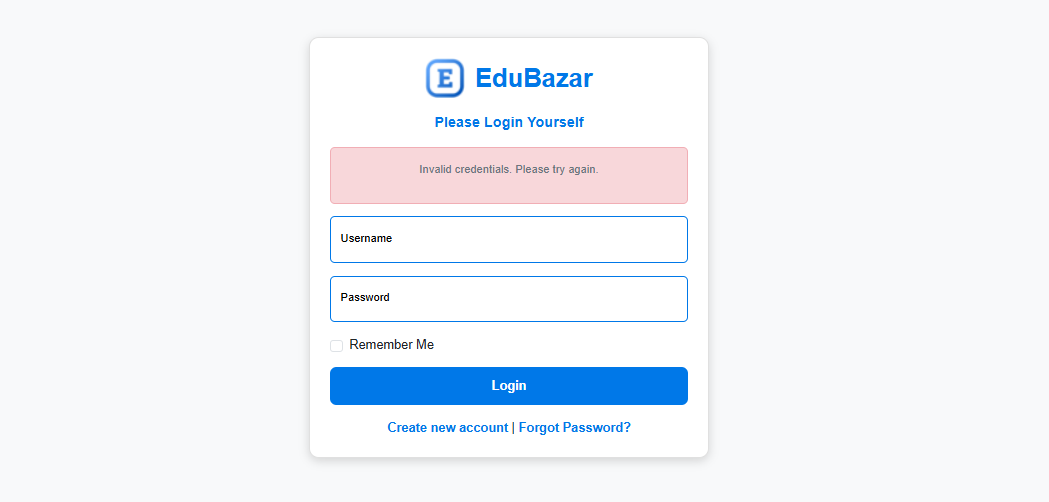 E EduBazar
Please Login Yourself
Invalid credentials. Please try again.
Username
Password
Remember Me
Login
Create new account | Forgot Password?